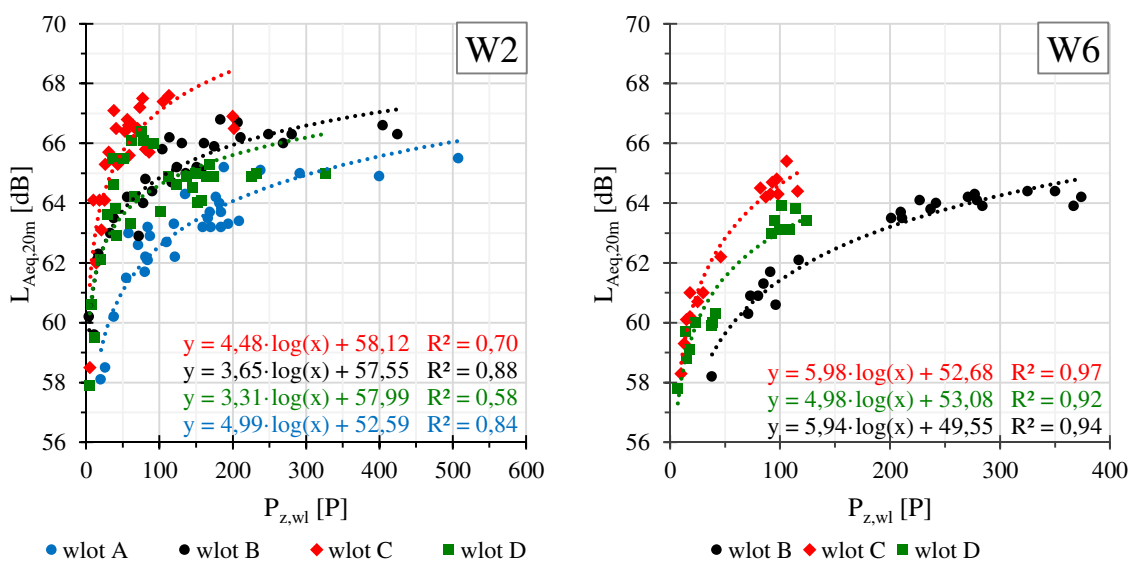 W2
L Aeq,20m [dB]
70
68
66
64
62
60
58
56
y = 4,48·log(x) + 58,12 R² = 0,70
y = 3,65·log(x) + 57,55 R² = 0,88
y = 3,31·log(x) + 57,99 R² = 0,58
y = 4,99·log(x) + 52,59 R² = 0,84
0 100 200 300 400 500 600
P z,wl [P]
wlot A wlot B wlot C wlot D
W6
L Aeq,20m [dB]
70
68
66
64
62
60
58
56
y = 5,98·log(x) + 52,68 R² = 0,97
y = 4,98·log(x) + 53,08 R² = 0,92
y = 5,94·log(x) + 49,55 R² = 0,94
0 100 200 300 400
P z,wl [P]
wlot B wlot C wlot D